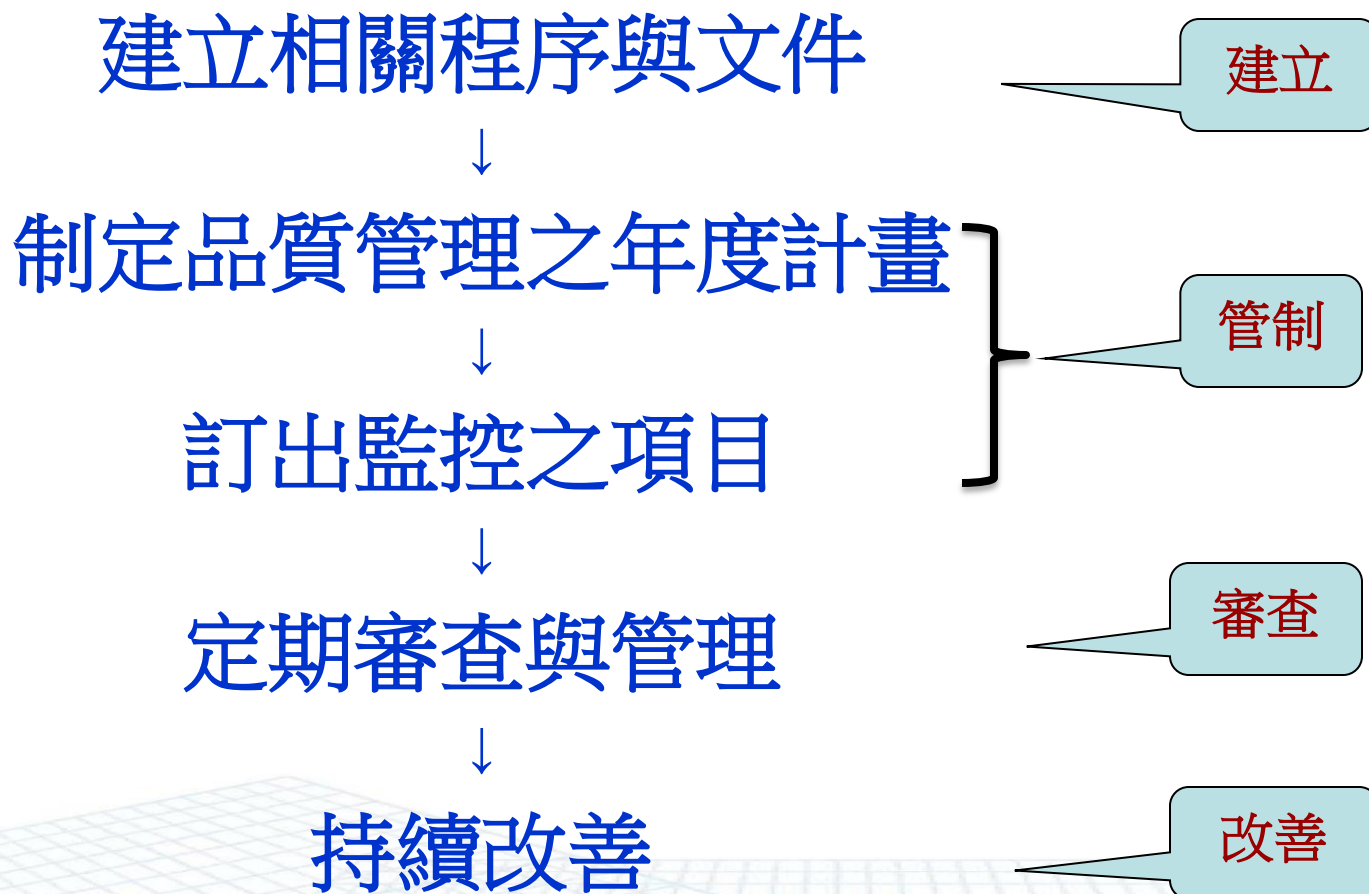 建立相關程序與文件
建立
↓
制定品質管理之年度計畫
↓
管制
訂出監控之項目
↓
定期審查與管理
審查
↓
持續改善
改善